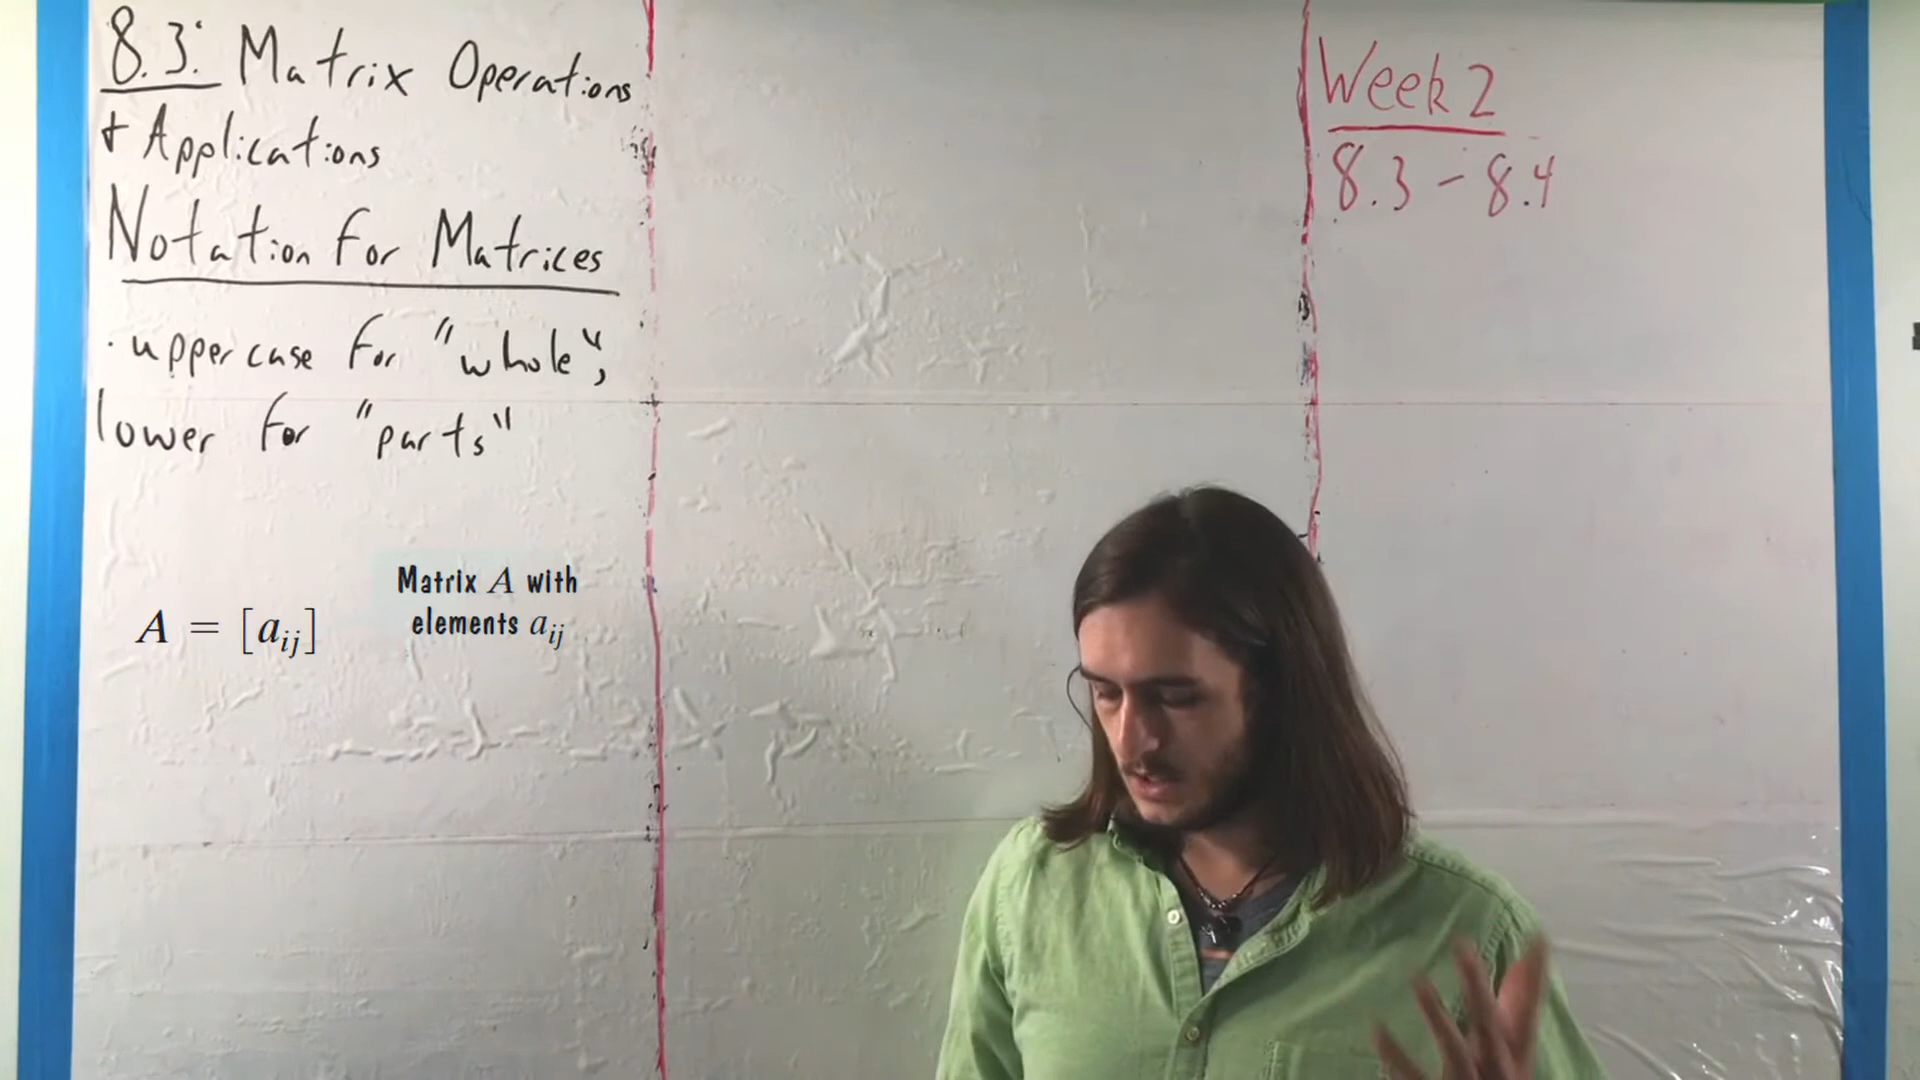 8.3: Matrix Operations
+ Applications
Notation for Matrices
· uppercase for "whole",
lower for "parts"
A = [aᵢⱼ]
Matrix A with
elements aᵢⱼ
Week 2
8.3 – 8.4